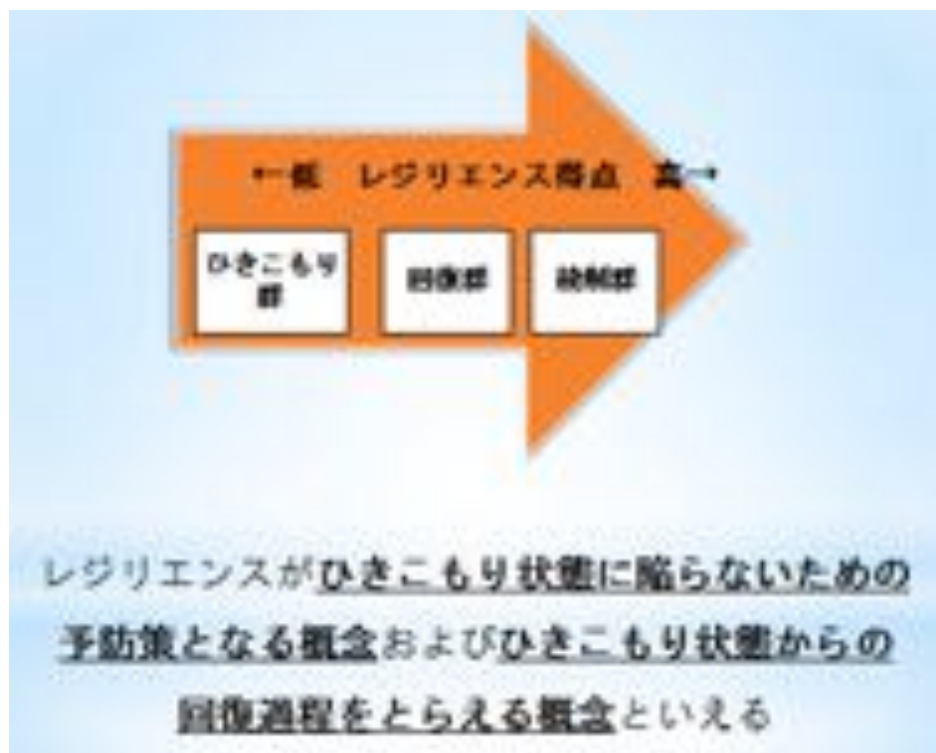 ←低　レジリエンス得点　高→
ひきこもり
群
回復群
統制群
レジリエンスがひきこもり状態に陥らないための
予防策となる概念およびひきこもり状態からの
回復過程をとらえる概念といえる